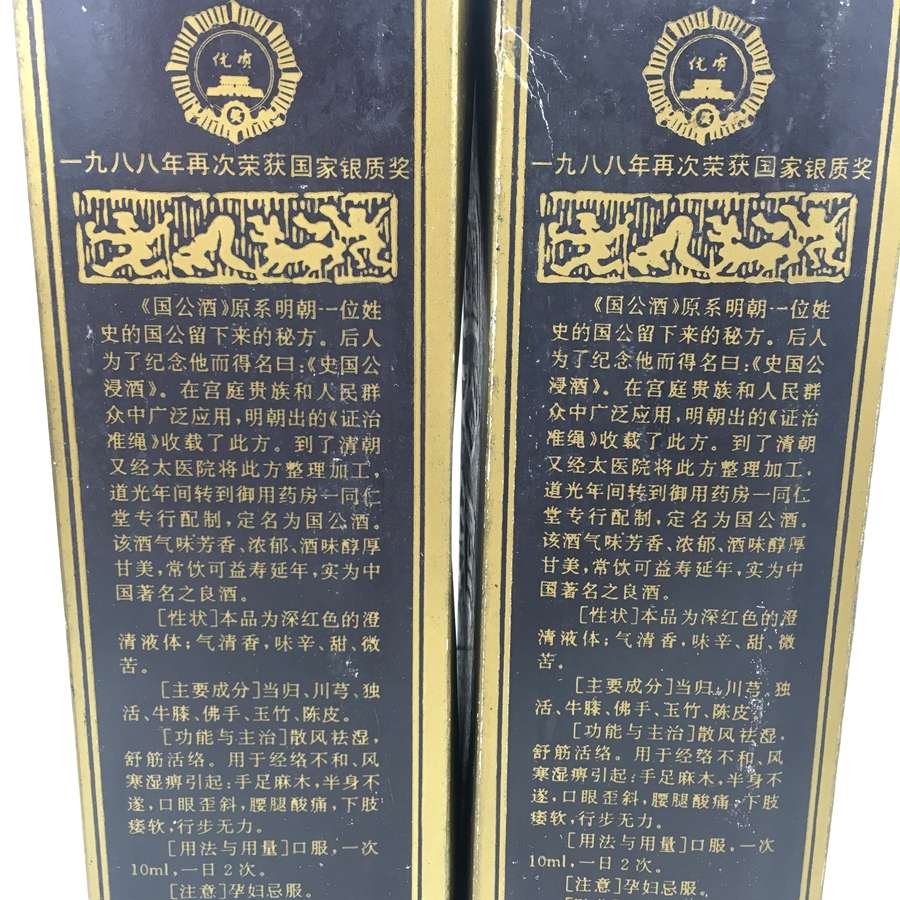 优质
奖
一九八八年再次荣获国家银质奖
《国公酒》原系明朝一位姓
史的国公留下来的秘方。后人
为了纪念他而得名曰：《史国公
浸酒》。在宫庭贵族和人民群
众中广泛应用，明朝出的《证治
准绳》收载了此方。到了清朝
又经太医院将此方整理加工，
道光年间转到御用药房一同仁
堂专行配制，定名为国公酒。
该酒气味芳香、浓郁、酒味醇厚
甘美，常饮可益寿延年，实为中
国著名之良酒。
[性状]本品为深红色的澄
清液体；气清香，味辛、甜、微
苦。
[主要成分]当归、川芎、独
活、牛膝、佛手、玉竹、陈皮。
[功能与主治]散风祛湿，
舒筋活络。用于经络不和、风
寒湿痹引起：手足麻木，半身不
遂，口眼歪斜，腰腿酸痛，下肢
痿软，行步无力。
[用法与用量]口服，一次
10ml，一日2次。
[注意]孕妇忌服。
优质
奖
一九八八年再次荣获国家银质奖
《国公酒》原系明朝一位姓
史的国公留下来的秘方。后人
为了纪念他而得名曰：《史国公
浸酒》。在宫庭贵族和人民群
众中广泛应用，明朝出的《证治
准绳》收载了此方。到了清朝
又经太医院将此方整理加工，
道光年间转到御用药房一同仁
堂专行配制，定名为国公酒。
该酒气味芳香、浓郁、酒味醇厚
甘美，常饮可益寿延年，实为中
国著名之良酒。
[性状]本品为深红色的澄
清液体；气清香，味辛、甜、微
苦。
[主要成分]当归、川芎、独
活、牛膝、佛手、玉竹、陈皮。
[功能与主治]散风祛湿，
舒筋活络。用于经络不和、风
寒湿痹引起：手足麻木，半身不
遂，口眼歪斜，腰腿酸痛，下肢
痿软，行步无力。
[用法与用量]口服，一次
10ml，一日2次。
[注意]孕妇忌服。